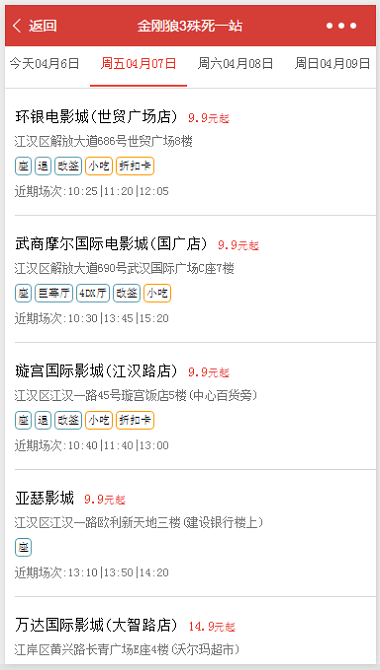 返回 金刚狼3殊死一站
今天04月6日 周五04月07日 周六04月08日 周日04月09日
环银电影城(世贸广场店) 9.9元起
江汉区解放大道686号世贸广场8楼
座 退 改签 小吃 折扣卡
近期场次:10:25|11:20|12:05
武商摩尔国际电影城(国广店) 9.9元起
江汉区解放大道690号武汉国际广场C座7楼
座 巨幕厅 4DX厅 改签 小吃
近期场次:10:30|13:45|15:20
璇宫国际影城(江汉路店) 9.9元起
江汉区江汉一路45号璇宫饭店5楼(中心百货旁)
座 退 改签 小吃 折扣卡
近期场次:10:40|11:40|13:00
亚瑟影城 9.9元起
江汉区江汉一路欧利新天地三楼(建设银行楼上)
座
近期场次:13:10|13:50|14:20
万达国际影城(大智路店) 14.9元起
江岸区黄兴路长青广场E座4楼(沃尔玛超市)